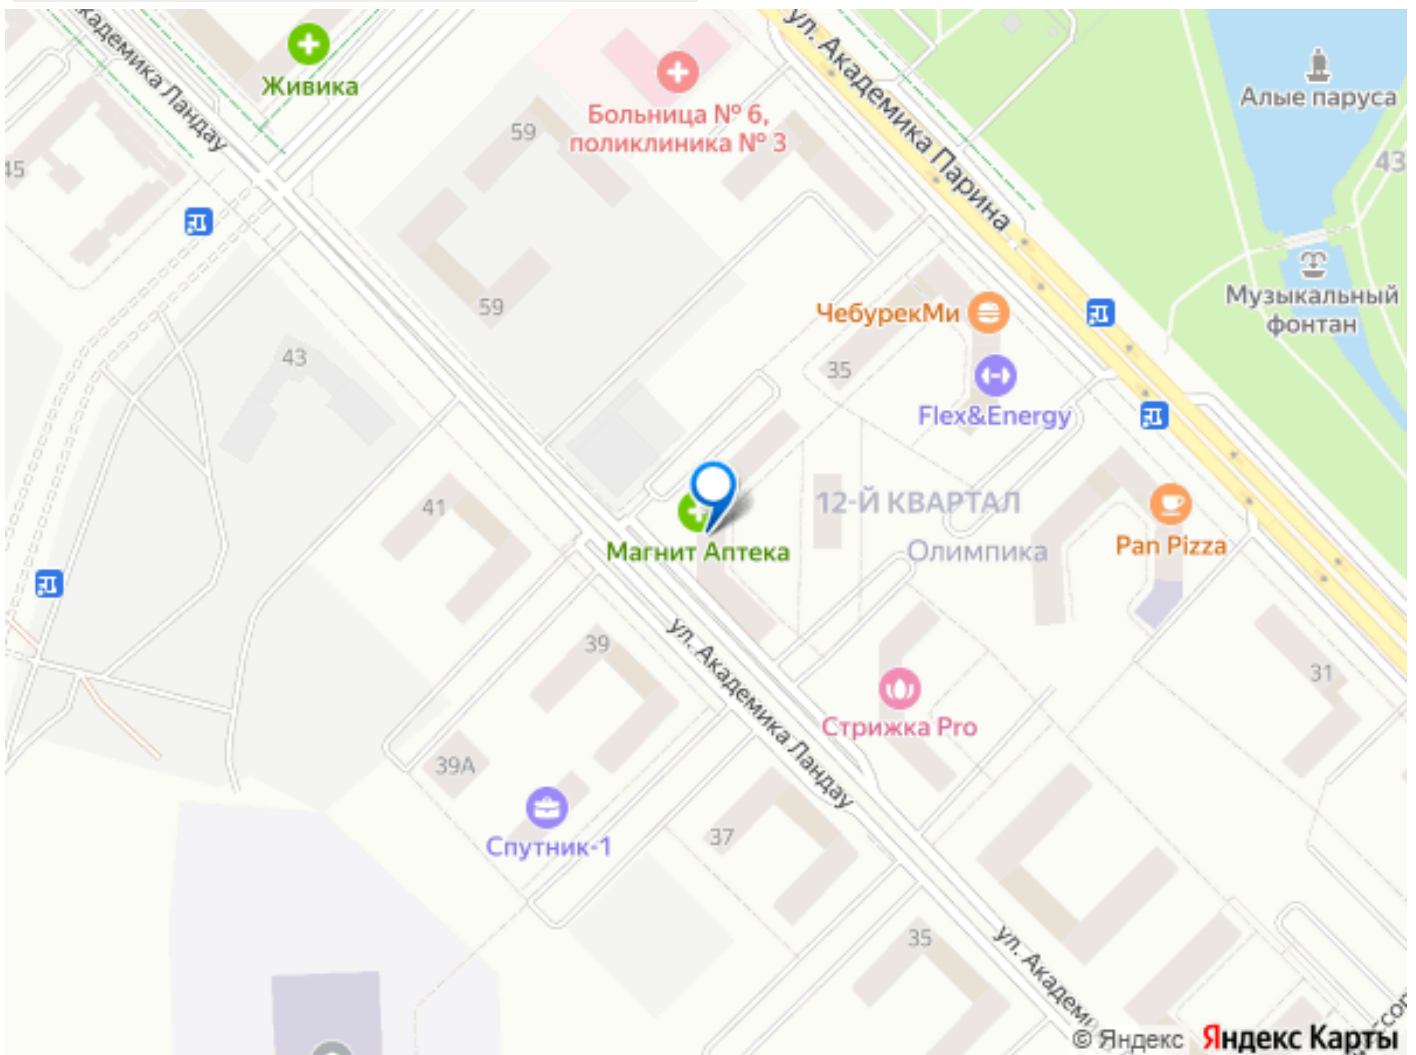 ул. Академика Парина
Академика Ландау
Живика
Алые паруса
Больница № 6,
поликлиника № 3
59
45
43
Музыкальный
фонтан
ЧебурекМи
59
43
35
Flex&Energy
41
12-Й КВАРТАЛ
Pan Pizza
Магнит Аптека
Олимпика
39
ул. Академика Ландау
31
Стрижка Pro
39А
Спутник-1
37
35
ул. Академ
© Яндекс Яндекс Карты